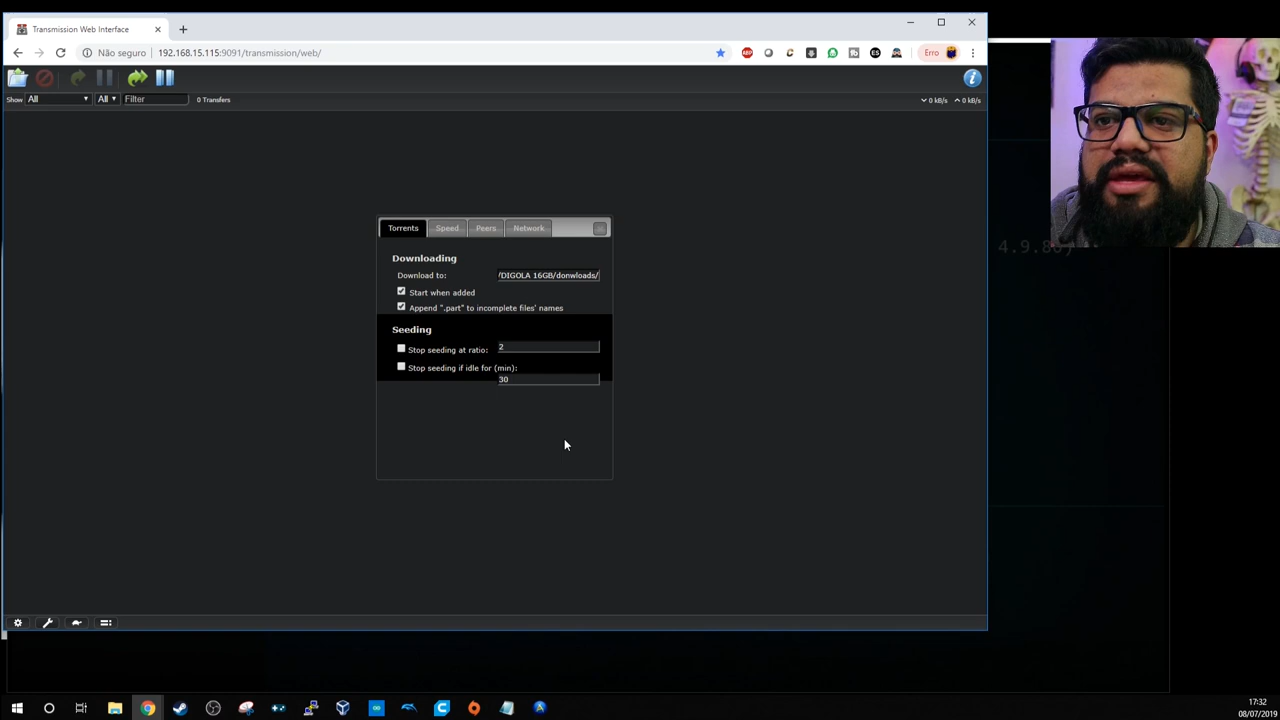 Transmission Web Interface
Não seguro 192.168.15.115:9091/transmission/web/
ABP
ES
Erro
Show All All Filter 0 Transfers 0 kB/s 0 kB/s
Torrents Speed Peers Network
Downloading
Download to: /DIGOLA 16GB/donwloads/
Start when added
Append ".part" to incomplete files' names
Seeding
Stop seeding at ratio: 2
Stop seeding if idle for (min):
30
17:32
08/07/2019